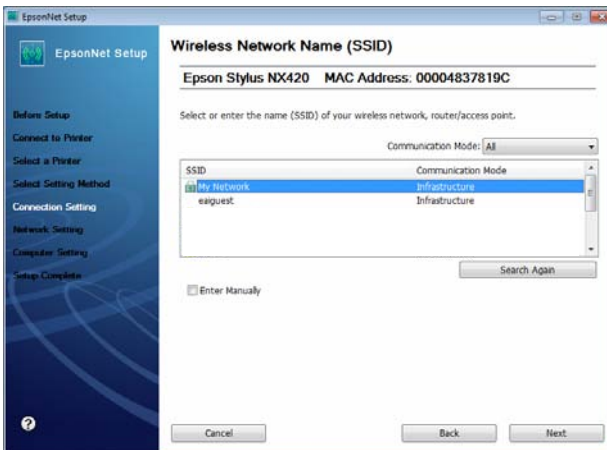 EpsonNet Setup
EpsonNet Setup
Before Setup
Connect to Printer
Select a Printer
Select Setting Method
Connection Setting
Network Setting
Computer Setting
Setup Complete
?
Wireless Network Name (SSID)
Epson Stylus NX420 MAC Address: 00004837819C
Select or enter the name (SSID) of your wireless network, router/access point.
Communication Mode: All
SSID Communication Mode
My Network Infrastructure
eaiguest Infrastructure
Search Again
Enter Manually
Cancel Back Next